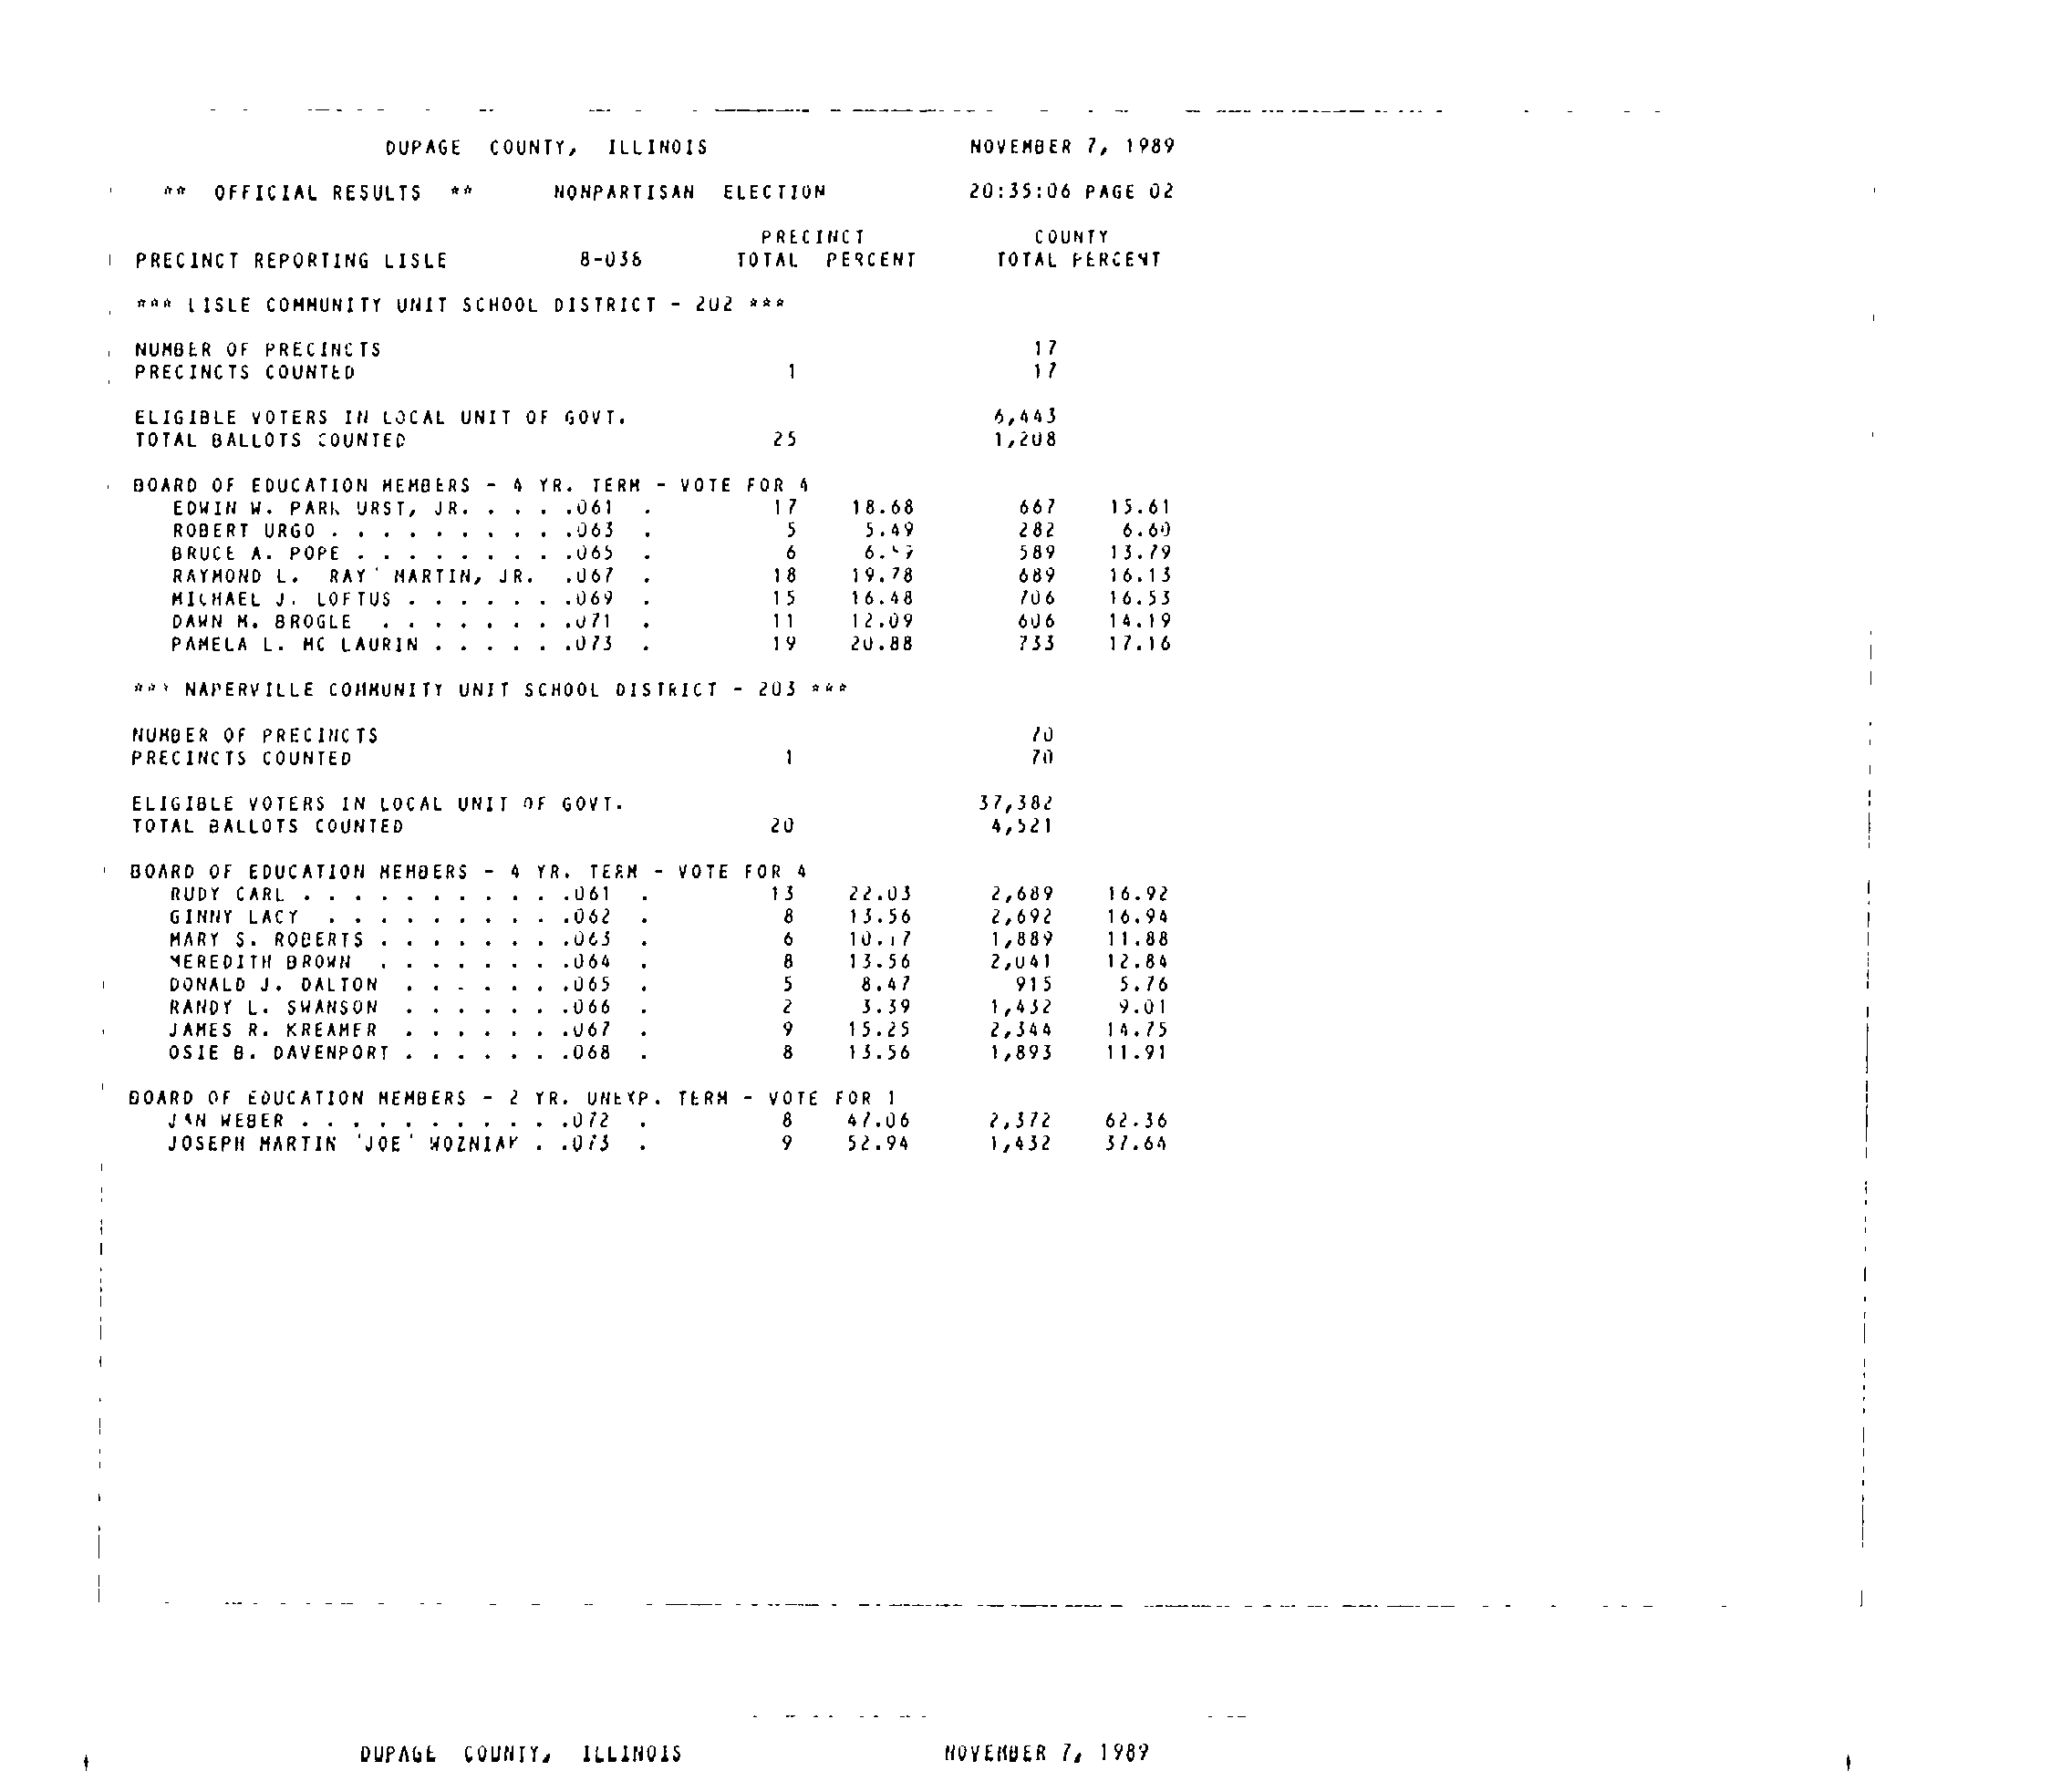 DUPAGE COUNTY, ILLINOIS NOVEMBER 7, 1989
** OFFICIAL RESULTS ** NONPARTISAN ELECTION 20:35:06 PAGE 02
PRECINCT COUNTY
PRECINCT REPORTING LISLE 8-036 TOTAL PERCENT TOTAL PERCENT
*** LISLE COMMUNITY UNIT SCHOOL DISTRICT - 202 ***
NUMBER OF PRECINCTS 17
PRECINCTS COUNTED 1 17
ELIGIBLE VOTERS IN LOCAL UNIT OF GOVT. 6,443
TOTAL BALLOTS COUNTED 25 1,208
BOARD OF EDUCATION MEMBERS - 4 YR. TERM - VOTE FOR 4
EDWIN W. PARK URST, JR. . . . .061 . 17 18.68 667 15.61
ROBERT URGO . . . . . . . . . .063 . 5 5.49 282 6.60
BRUCE A. POPE . . . . . . . . .065 . 6 589 13.79
RAYMOND L. RAY' MARTIN, JR. .067 . 18 19.78 689 16.13
MICHAEL J. LOFTUS . . . . . . .069 . 15 16.48 706 16.53
DAWN M. BROGLE . . . . . . . .071 . 11 12.09 606 14.19
PAMELA L. MC LAURIN . . . . . .073 . 19 20.88 733 17.16
*** NAPERVILLE COMMUNITY UNIT SCHOOL DISTRICT - 203 ***
NUMBER OF PRECINCTS 70
PRECINCTS COUNTED 1 70
ELIGIBLE VOTERS IN LOCAL UNIT OF GOVT. 37,382
TOTAL BALLOTS COUNTED 20 4,521
BOARD OF EDUCATION MEMBERS - 4 YR. TERM - VOTE FOR 4
RUDY CARL . . . . . . . . . . .061 . 13 22.03 2,689 16.92
GINNY LACY . . . . . . . . . .062 . 8 13.56 2,692 16.94
MARY S. ROBERTS . . . . . . . .063 . 6 10.17 1,889 11.88
MEREDITH BROWN . . . . . . . .064 . 8 13.56 2,041 12.84
DONALD J. DALTON . . . . . . .065 . 5 8.47 915 5.76
RANDY L. SWANSON . . . . . . .066 . 2 3.39 1,432 9.01
JAMES R. KREAMER . . . . . . .067 . 9 15.25 2,344 14.75
OSIE B. DAVENPORT . . . . . . .068 . 8 13.56 1,893 11.91
BOARD OF EDUCATION MEMBERS - 2 YR. UNEXP. TERM - VOTE FOR 1
JAN WEBER . . . . . . . . . . .072 . 8 47.06 2,372 62.36
JOSEPH MARTIN 'JOE' WOZNIAK . .073 . 9 52.94 1,432 37.64
DUPAGE COUNTY, ILLINOIS NOVEMBER 7, 1989